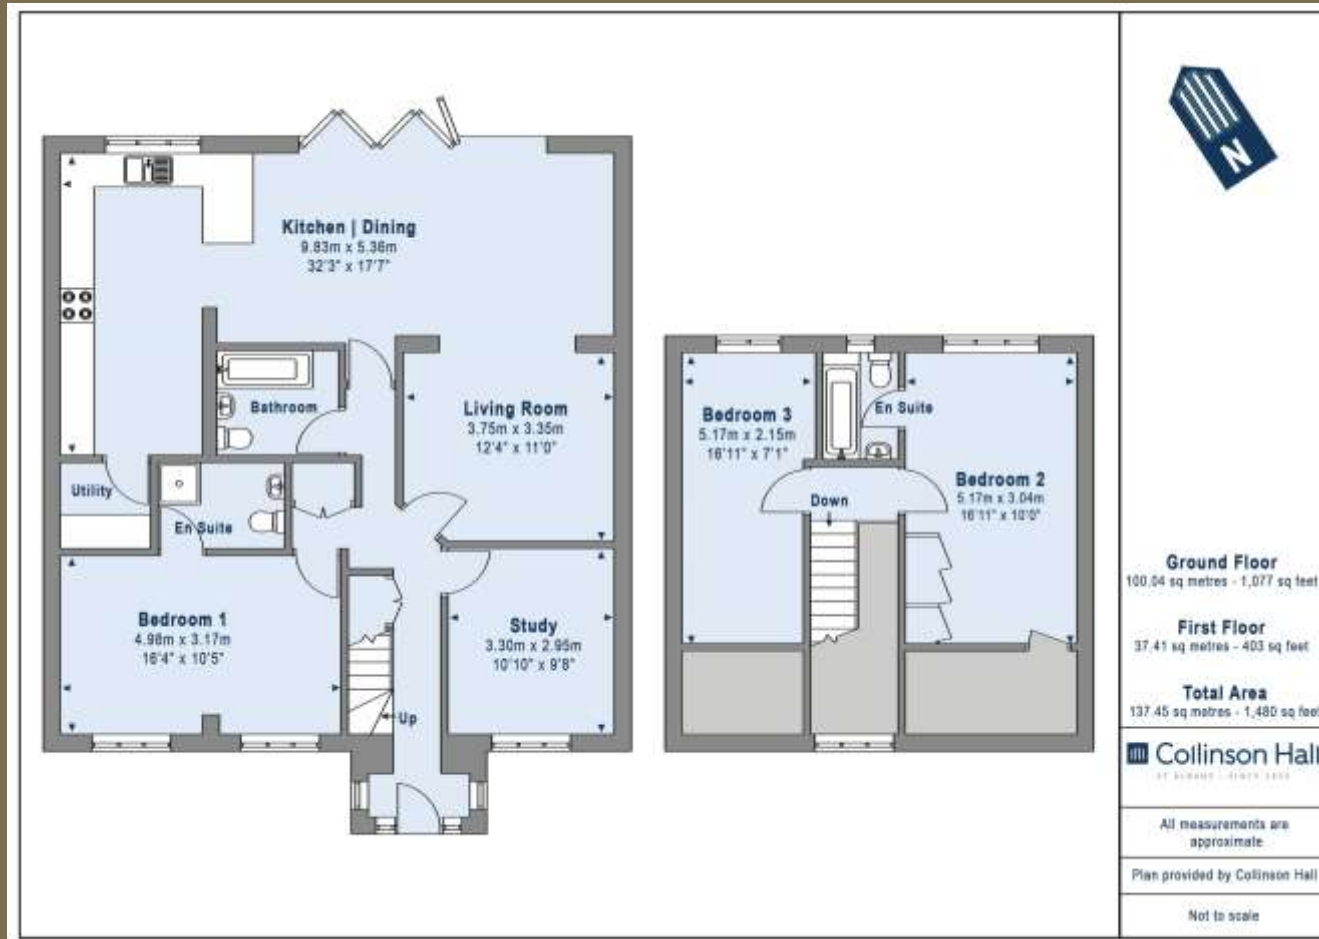 Kitchen | Dining
9.83m x 5.36m
32'3" x 17'7"
Bathroom
Living Room
3.75m x 3.35m
12'4" x 11'0"
Utility
En Suite
Bedroom 1
4.98m x 3.17m
16'4" x 10'5"
Study
3.30m x 2.95m
10'10" x 9'8"
Up
Bedroom 3
5.17m x 2.15m
16'11" x 7'1"
En Suite
Bedroom 2
5.17m x 3.04m
16'11" x 10'0"
Down
N
Ground Floor
100.04 sq metres - 1,077 sq feet
First Floor
37.41 sq metres - 403 sq feet
Total Area
137.45 sq metres - 1,480 sq feet
Collinson Hall
All measurements are
approximate
Plan provided by Collinson Hall
Not to scale